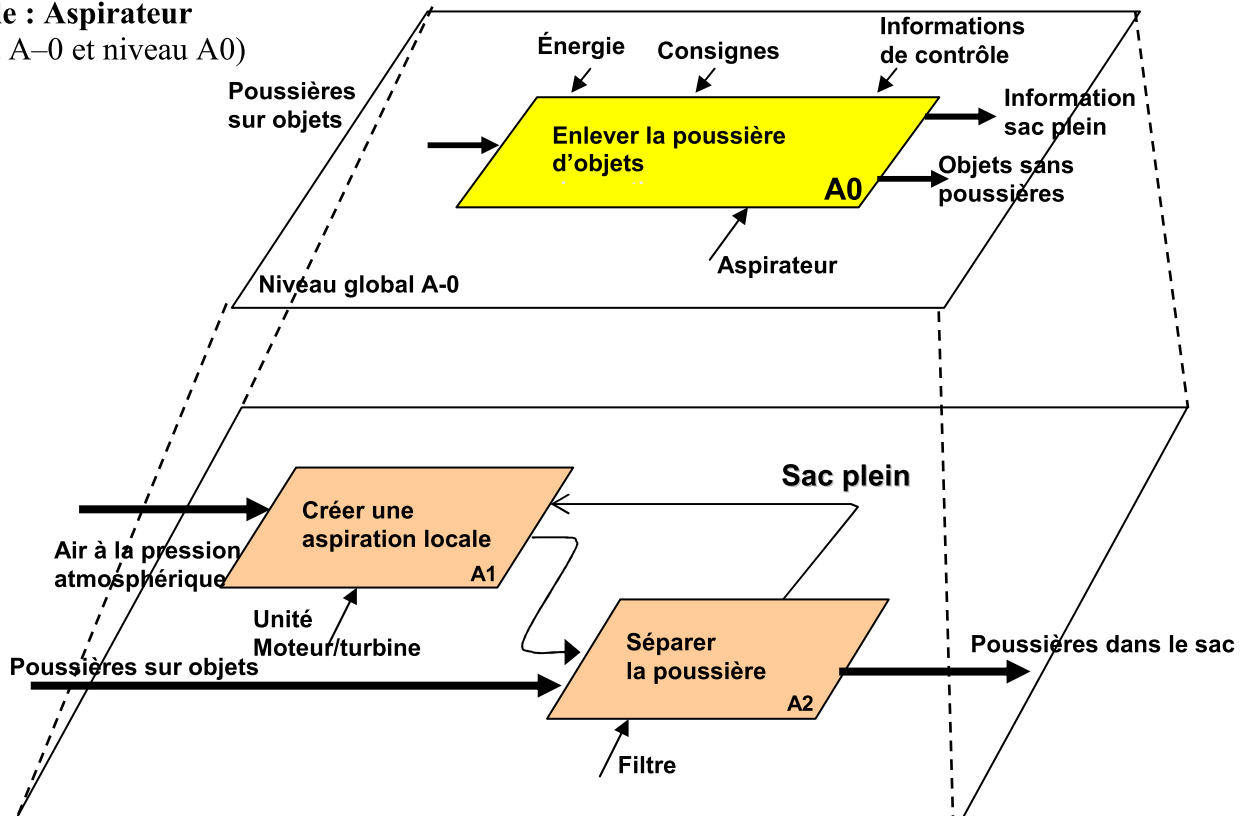 le : Aspirateur
A–0 et niveau A0)
Énergie
Consignes
Informations
de contrôle
Poussières
sur objets
Information
sac plein
Enlever la poussière
d’objets
A0
Objets sans
poussières
Aspirateur
Niveau global A-0
Sac plein
Créer une
aspiration locale
A1
Air à la pression
atmosphérique
Unité
Moteur/turbine
Poussières sur objets
Séparer
la poussière
A2
Poussières dans le sac
Filtre